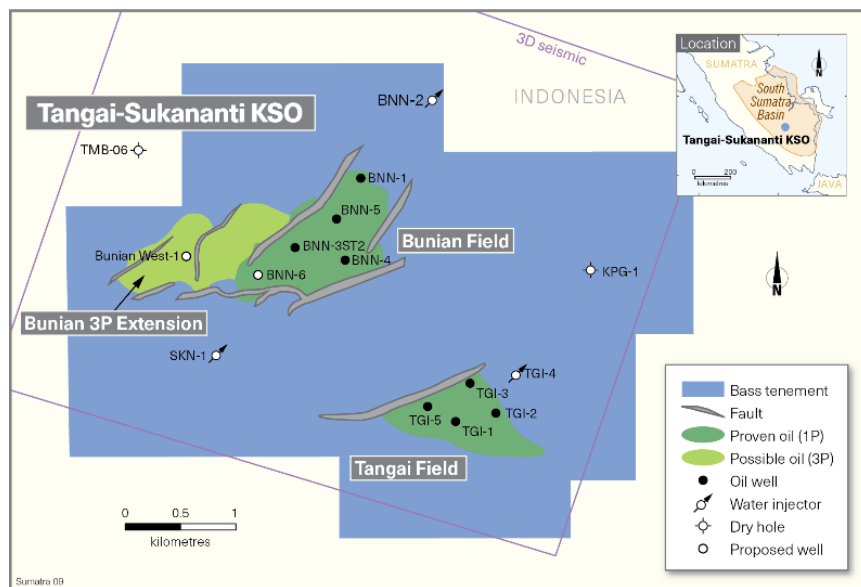 3D seismic
Location
SUMATRA
N
South
Sumatra
Basin
Tangai-Sukananti KSO
0 200
kilometres
JAVA
BNN-2
INDONESIA
Tangai-Sukananti KSO
TMB-06
BNN-1
BNN-5
Bunian Field
BNN-3ST2
Bunian West-1
BNN-4
BNN-6
KPG-1
N
Bunian 3P Extension
SKN-1
TGI-4
TGI-3
TGI-5
TGI-2
TGI-1
Tangai Field
Bass tenement
Fault
Proven oil (1P)
Possible oil (3P)
Oil well
Water injector
Dry hole
Proposed well
0 0.5 1
kilometres
Sumatra 09